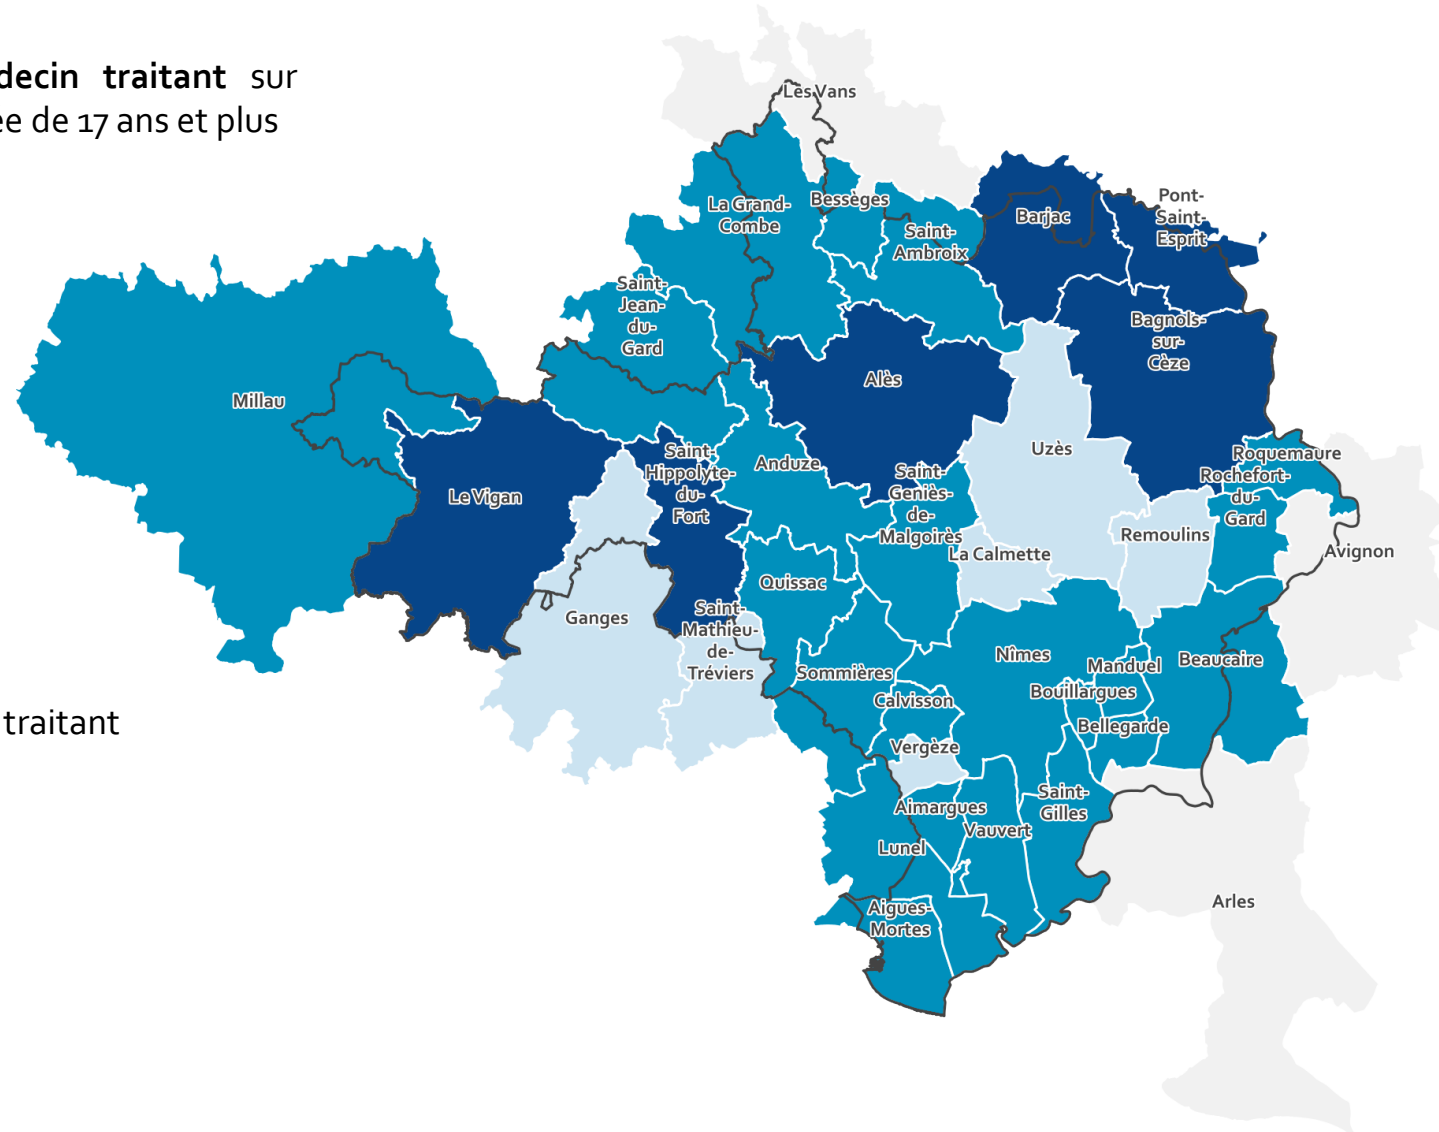 decin traitant sur
ée de 17 ans et plus
Les Vans
La Grand-
Combe
Bessèges
Saint-
Ambroix
Barjac
Pont-
Saint-
Esprit
Saint-
Jean-
du-
Gard
Bagnols-
sur-
Cèze
Alès
Millau
Uzès
Roquemaure
Saint-
Hippolyte-
du-
Fort
Anduze
Saint-
Geniès-
de-
Malgoirès
Rochefort-
du-
Gard
Le Vigan
Remoulins
La Calmette
Avignon
Quissac
Ganges
Saint-
Mathieu-
de-
Tréviers
Nîmes
Manduel
Beaucaire
Sommières
Bouillargues
Calvisson
traitant
Bellegarde
Vergèze
Saint-
Gilles
Aimargues
Vauvert
Lunel
Aigues-
Mortes
Arles